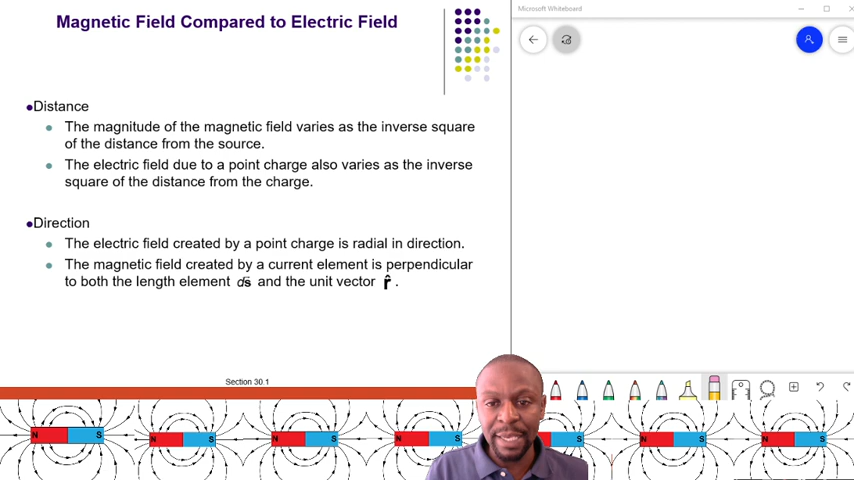 Magnetic Field Compared to Electric Field
Microsoft Whiteboard
●Distance
● The magnitude of the magnetic field varies as the inverse square
of the distance from the source.
● The electric field due to a point charge also varies as the inverse
square of the distance from the charge.
●Direction
● The electric field created by a point charge is radial in direction.
● The magnetic field created by a current element is perpendicular
to both the length element ds⃗ and the unit vector r̂ .
Section 30.1
N S N S N S N S S N S N S